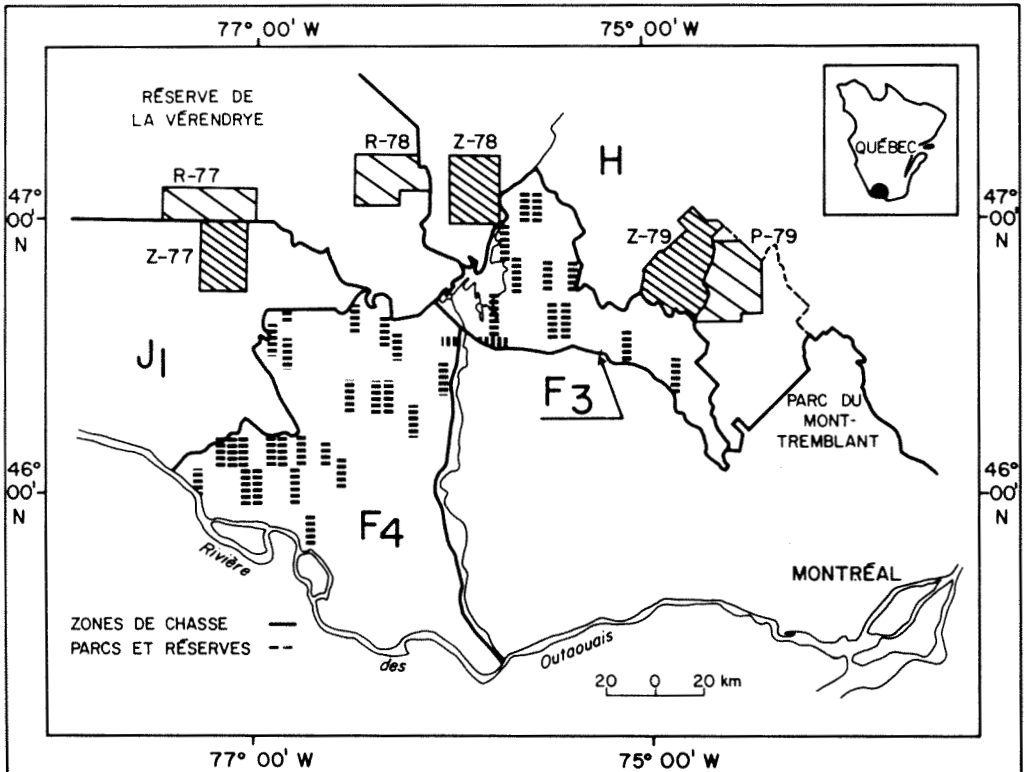 77° 00' W
75° 00' W
RÉSERVE DE
LA VÉRENDRYE
R-78
Z-78
H
QUÉBEC
R-77
47°
00'
N
47°
00'
N
Z-77
Z-79
P-79
J1
F3
PARC DU
MONT-
TREMBLANT
46°
00'
N
46°
00'
N
F4
Rivière
des
Outaouais
MONTRÉAL
ZONES DE CHASSE
PARCS ET RÉSERVES
20 0 20 km
77° 00' W
75° 00' W